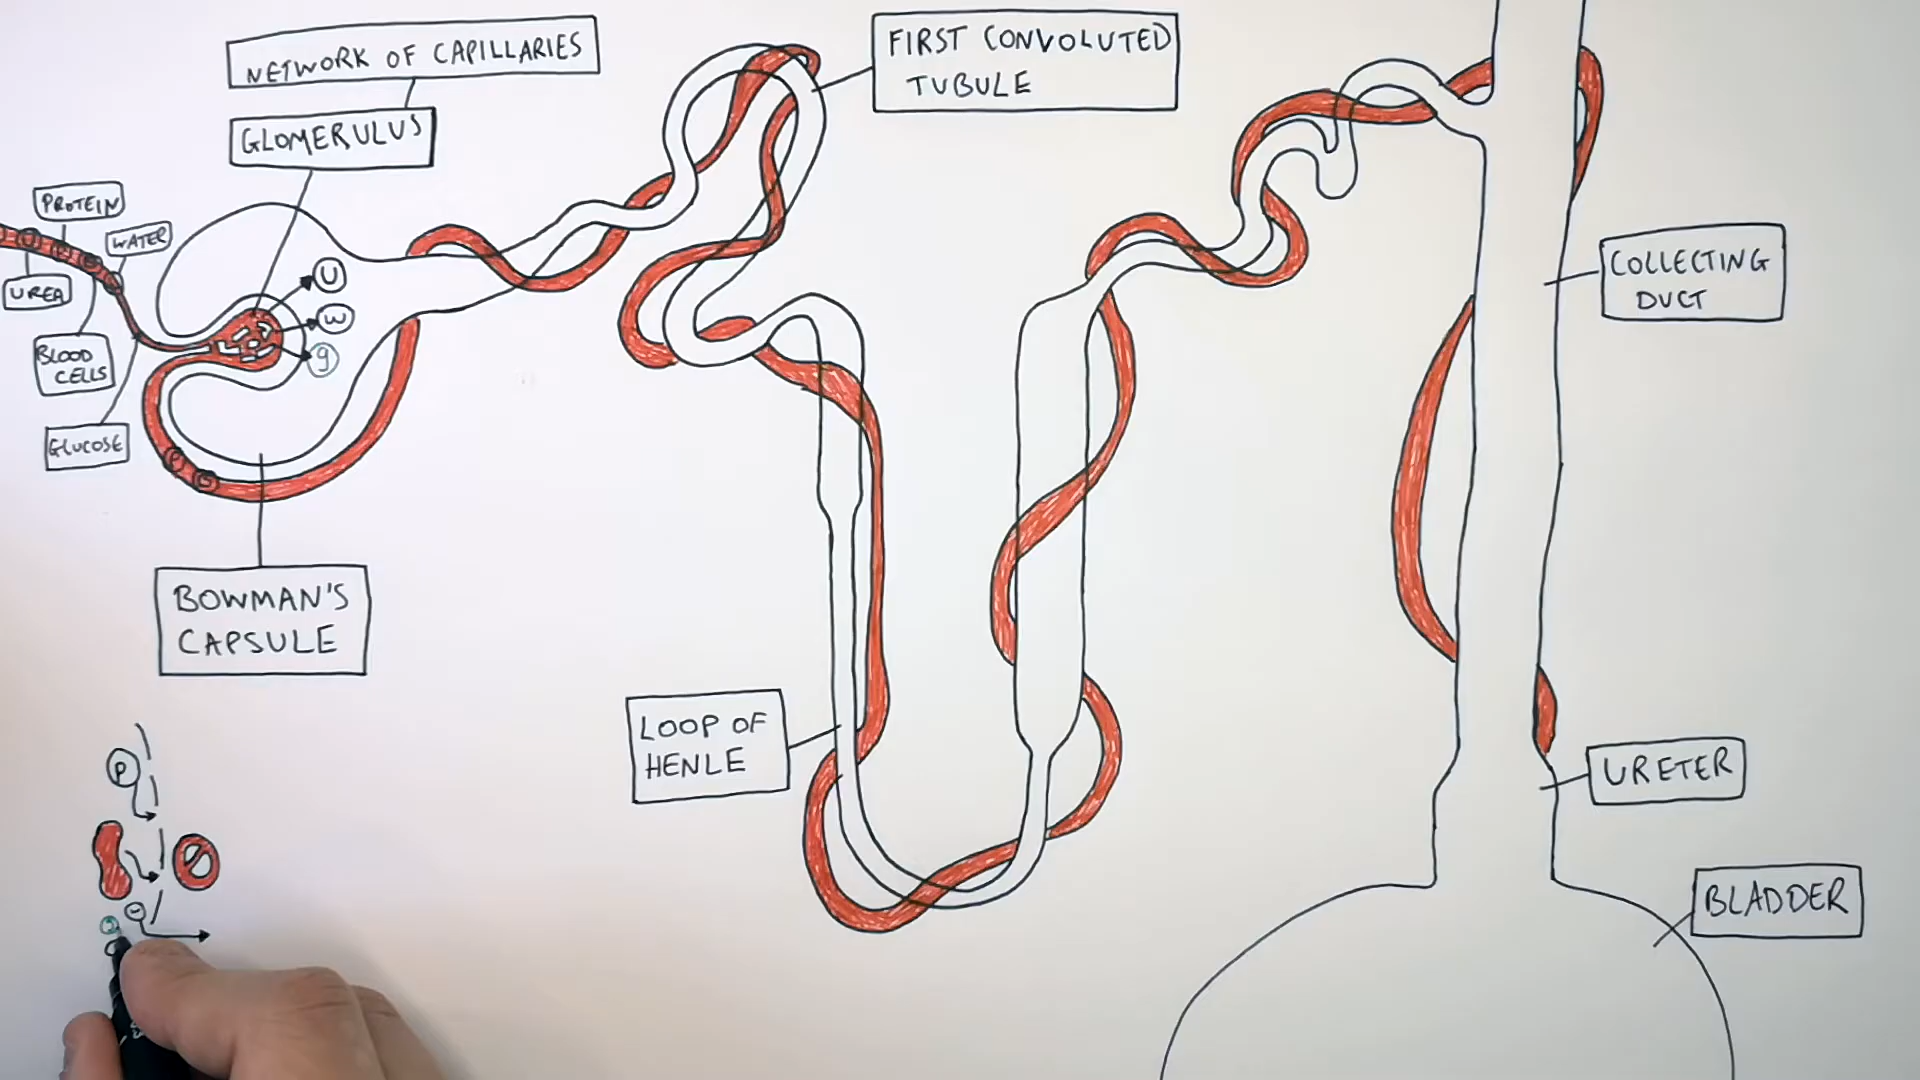 NETWORK OF CAPILLARIES
GLOMERULUS
FIRST CONVOLUTED
TUBULE
PROTEIN
WATER
UREA
BLOOD
CELLS
GLUCOSE
U
W
g
BOWMAN'S
CAPSULE
LOOP OF
HENLE
COLLECTING
DUCT
URETER
BLADDER
P